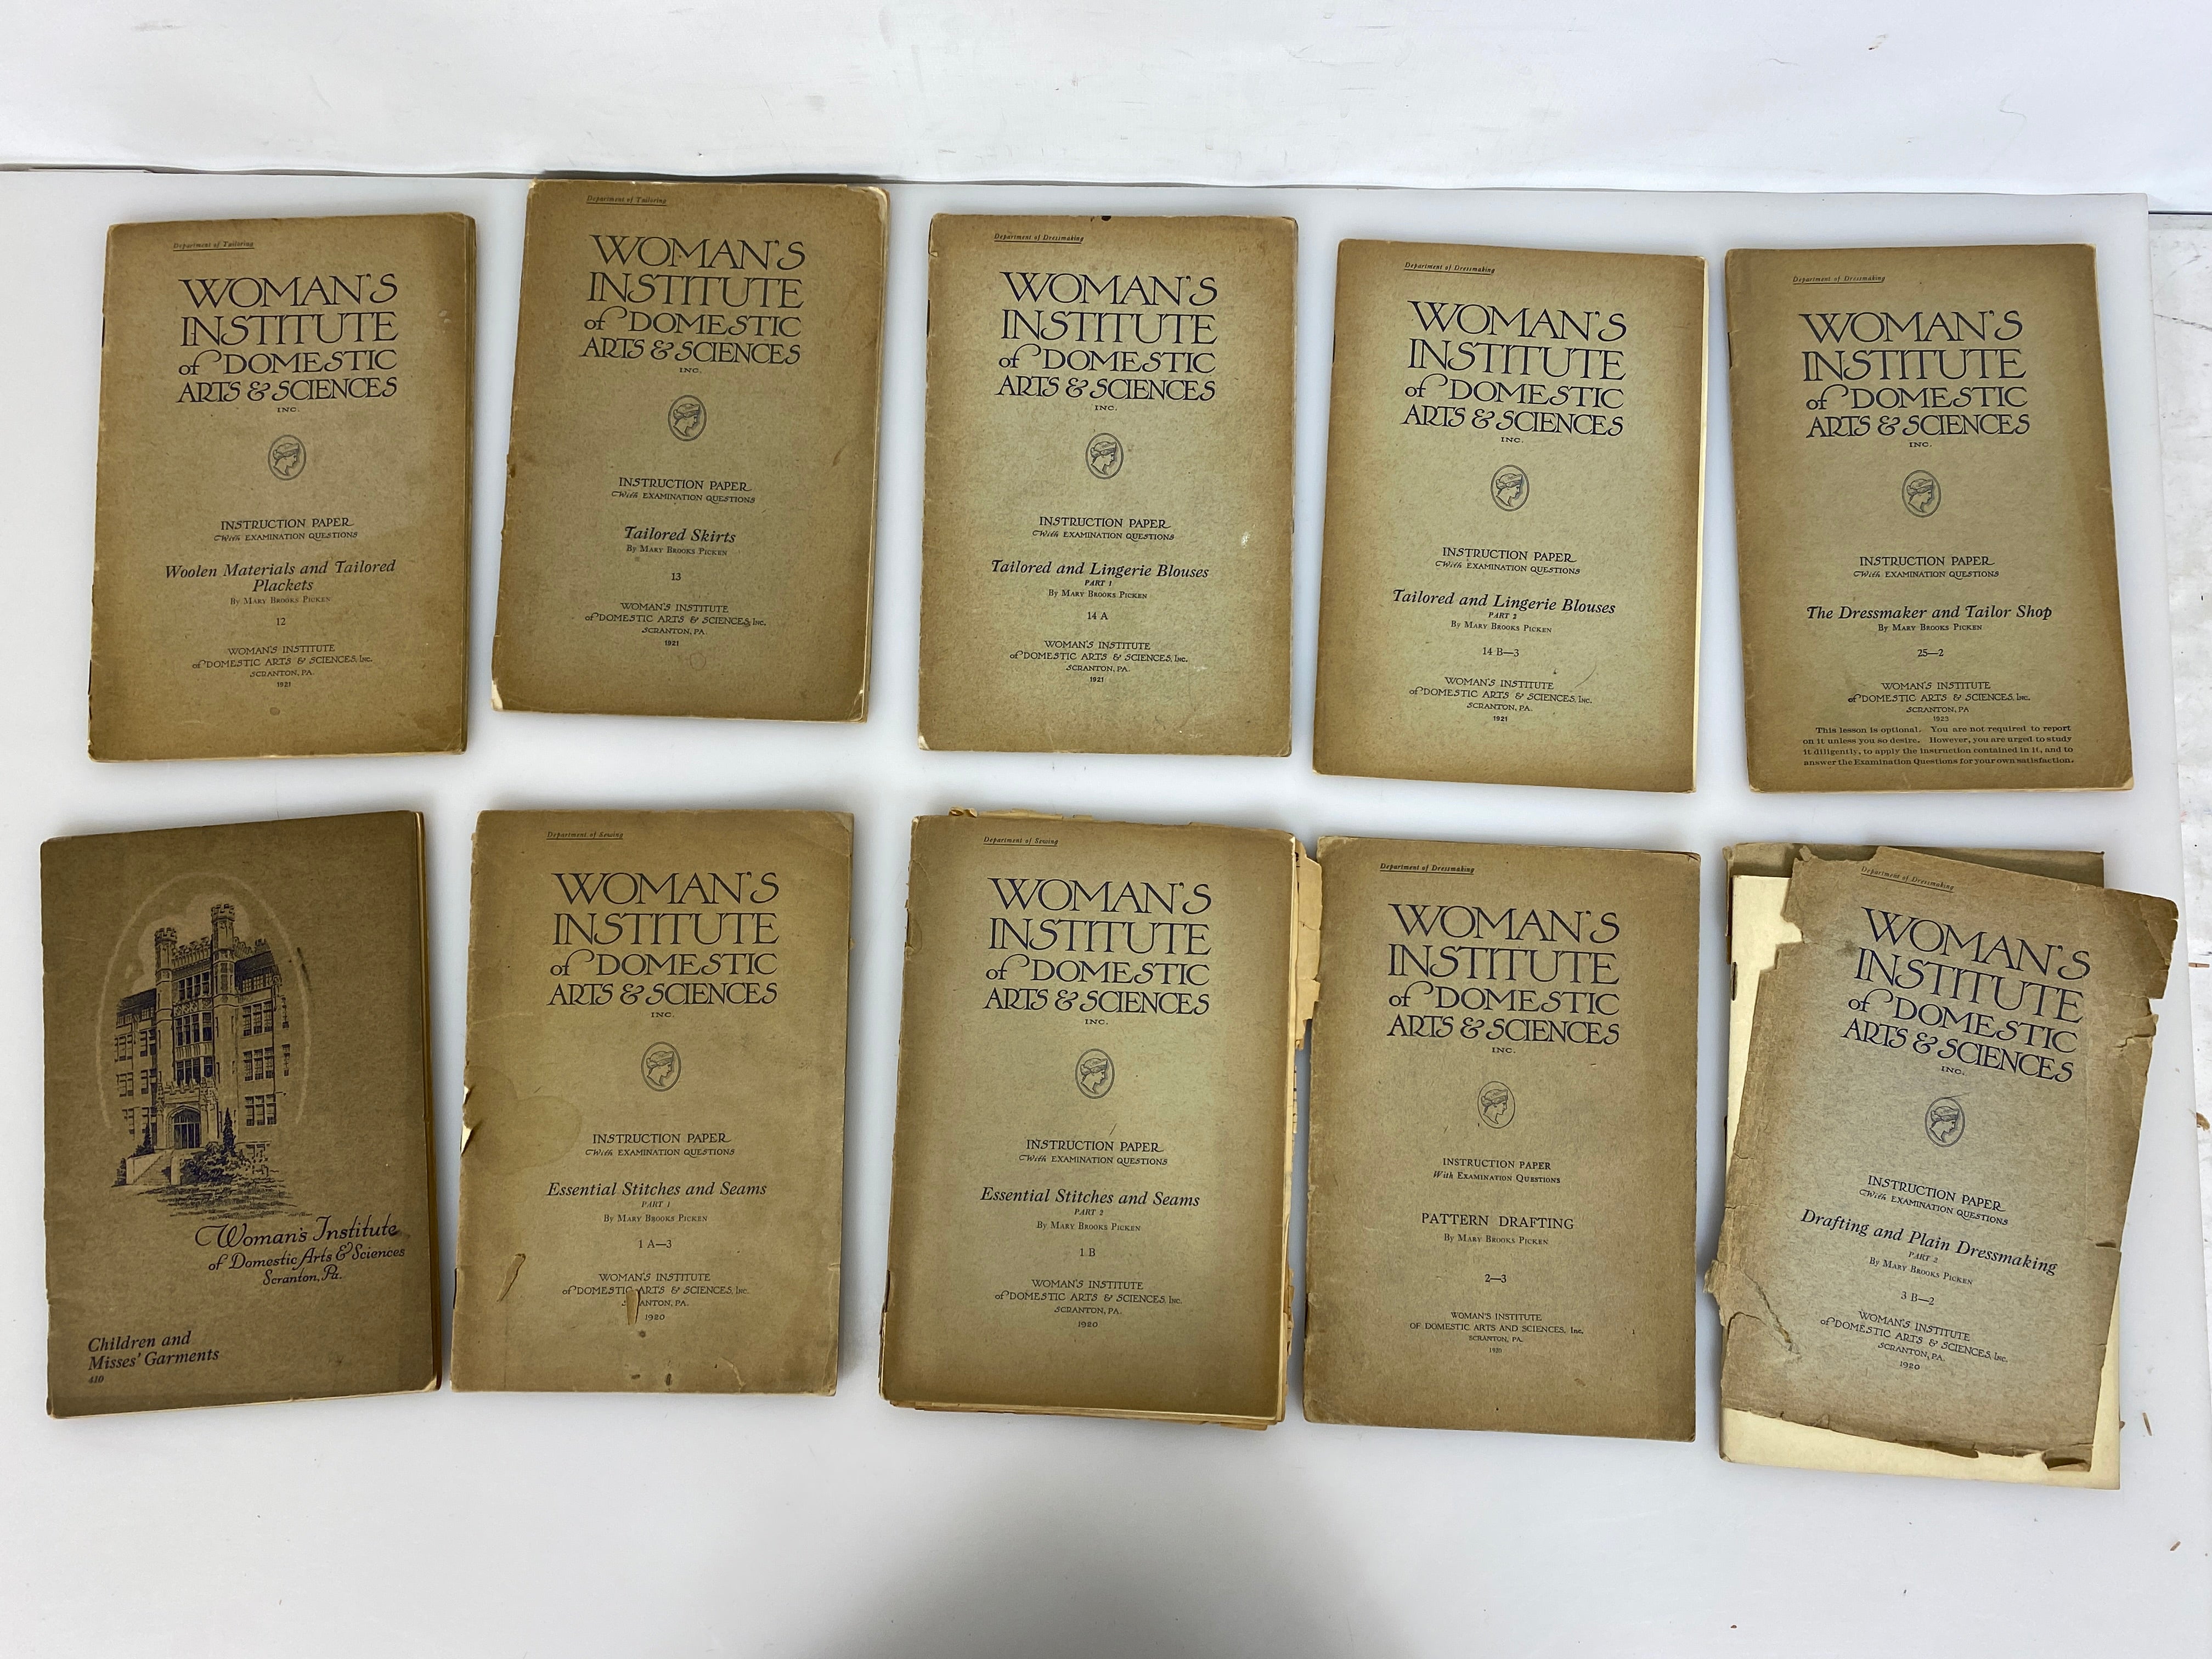 Department of Tailoring
WOMAN'S
INSTITUTE
of DOMESTIC
ARTS & SCIENCES
INC.
INSTRUCTION PAPER
With EXAMINATION QUESTIONS
Woolen Materials and Tailored
Plackets
By MARY BROOKS PICKEN
12
WOMAN'S INSTITUTE
of DOMESTIC ARTS & SCIENCES, INC.
SCRANTON, PA.
1921
Department of Tailoring
WOMAN'S
INSTITUTE
of DOMESTIC
ARTS & SCIENCES
INC.
INSTRUCTION PAPER
With EXAMINATION QUESTIONS
Tailored Skirts
By MARY BROOKS PICKEN
13
WOMAN'S INSTITUTE
of DOMESTIC ARTS & SCIENCES, INC.
SCRANTON, PA.
1921
Department of Dressmaking
WOMAN'S
INSTITUTE
of DOMESTIC
ARTS & SCIENCES
INC.
INSTRUCTION PAPER
With EXAMINATION QUESTIONS
Tailored and Lingerie Blouses
PART 1
By MARY BROOKS PICKEN
14 A
WOMAN'S INSTITUTE
of DOMESTIC ARTS & SCIENCES, INC.
SCRANTON, PA.
1921
Department of Dressmaking
WOMAN'S
INSTITUTE
of DOMESTIC
ARTS & SCIENCES
INC.
INSTRUCTION PAPER
With EXAMINATION QUESTIONS
Tailored and Lingerie Blouses
PART 2
By MARY BROOKS PICKEN
14 B—3
WOMAN'S INSTITUTE
of DOMESTIC ARTS & SCIENCES, INC.
SCRANTON, PA.
1921
Department of Dressmaking
WOMAN'S
INSTITUTE
of DOMESTIC
ARTS & SCIENCES
INC.
INSTRUCTION PAPER
With EXAMINATION QUESTIONS
The Dressmaker and Tailor Shop
By MARY BROOKS PICKEN
25—2
WOMAN'S INSTITUTE
of DOMESTIC ARTS & SCIENCES, INC.
SCRANTON, PA
1923
This lesson is optional. You are not required to report
on it unless you so desire. However, you are urged to study
it diligently, to apply the instruction contained in it, and to
answer the Examination Questions for your own satisfaction.
Woman's Institute
of Domestic Arts & Sciences
Scranton, Pa.
Children and
Misses' Garments
410
Department of Sewing
WOMAN'S
INSTITUTE
of DOMESTIC
ARTS & SCIENCES
INC.
INSTRUCTION PAPER
With EXAMINATION QUESTIONS
Essential Stitches and Seams
PART 1
By MARY BROOKS PICKEN
1 A—3
WOMAN'S INSTITUTE
of DOMESTIC ARTS & SCIENCES, INC.
SCRANTON, PA.
1920
Department of Sewing
WOMAN'S
INSTITUTE
of DOMESTIC
ARTS & SCIENCES
INC.
INSTRUCTION PAPER
With EXAMINATION QUESTIONS
Essential Stitches and Seams
PART 2
By MARY BROOKS PICKEN
1 B
WOMAN'S INSTITUTE
of DOMESTIC ARTS & SCIENCES, INC.
SCRANTON, PA.
1920
Department of Dressmaking
WOMAN'S
INSTITUTE
of DOMESTIC
ARTS & SCIENCES
INC.
INSTRUCTION PAPER
With EXAMINATION QUESTIONS
PATTERN DRAFTING
By MARY BROOKS PICKEN
2—3
WOMAN'S INSTITUTE
OF DOMESTIC ARTS AND SCIENCES, INC.
SCRANTON, PA.
1920
Department of Dressmaking
WOMAN'S
INSTITUTE
of DOMESTIC
ARTS & SCIENCES
INC.
INSTRUCTION PAPER
With EXAMINATION QUESTIONS
Drafting and Plain Dressmaking
PART 2
By MARY BROOKS PICKEN
3 B—2
WOMAN'S INSTITUTE
of DOMESTIC ARTS & SCIENCES, INC.
SCRANTON, PA.
1920